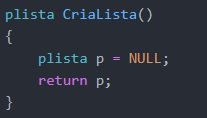 plista CriaLista()
{
    plista p = NULL;
    return p;
}